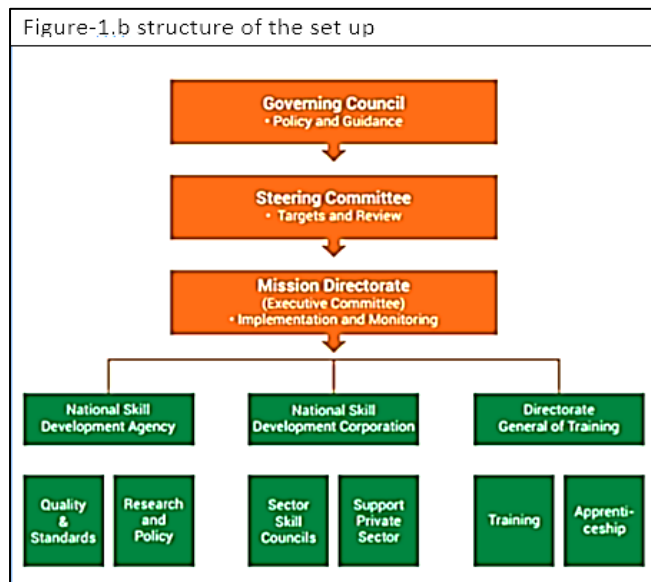 Figure-1.b structure of the set up
Governing Council
• Policy and Guidance
Steering Committee
• Targets and Review
Mission Directorate
(Executive Committee)
• Implementation and Monitoring
National Skill
Development Agency
National Skill
Development Corporation
Directorate
General of Training
Quality
&
Standards
Research
and
Policy
Sector
Skill
Councils
Support
Private
Sector
Training
Apprenti-
ceship